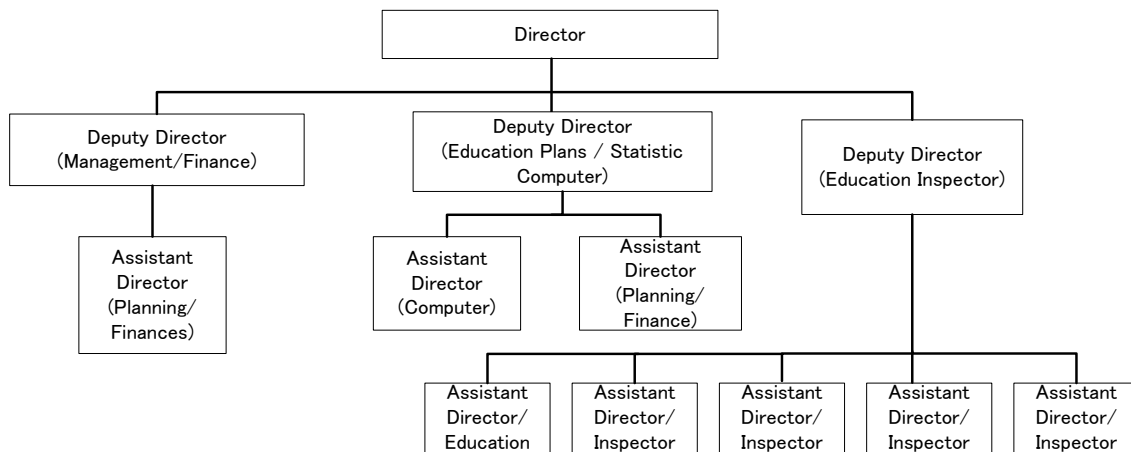 Director
Deputy Director
(Management/Finance)
Deputy Director
(Education Plans / Statistic
Computer)
Deputy Director
(Education Inspector)
Assistant
Director
(Planning/
Finances)
Assistant
Director
(Computer)
Assistant
Director
(Planning/
Finance)
Assistant
Director/
Education
Assistant
Director/
Inspector
Assistant
Director/
Inspector
Assistant
Director/
Inspector
Assistant
Director/
Inspector